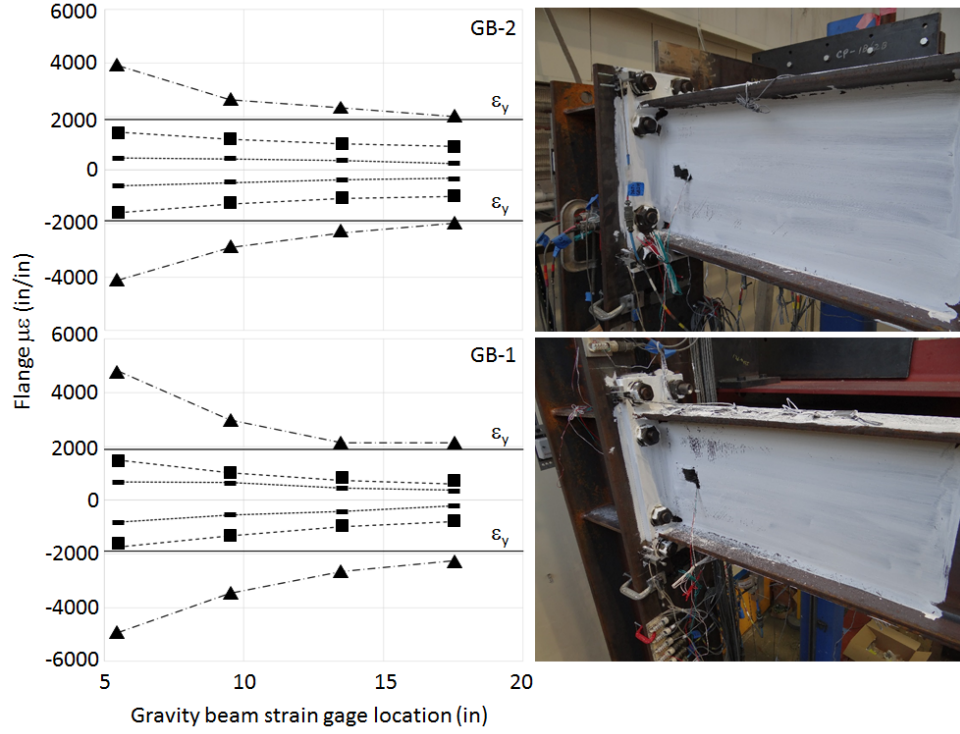 6000
GB-2
4000
εy
2000
0
εy
-2000
-4000
6000
GB-1
4000
εy
2000
0
εy
-2000
-4000
-6000
5
10
15
20
Flange με (in/in)
Gravity beam strain gage location (in)